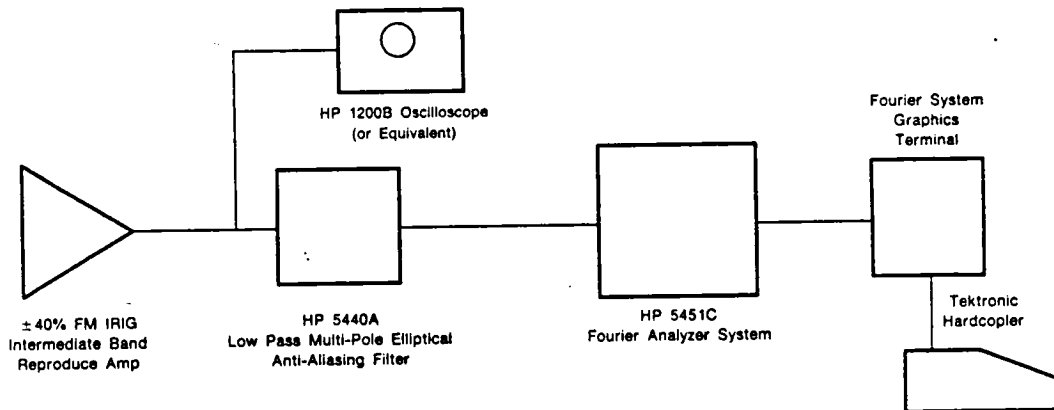 HP 1200B Oscilloscope
(or Equivalent)
Fourier System
Graphics
Terminal
±40% FM IRIG
Intermediate Band
Reproduce Amp
HP 5440A
Low Pass Multi-Pole Elliptical
Anti-Aliasing Filter
HP 5451C
Fourier Analyzer System
Tektronic
Hardcopier